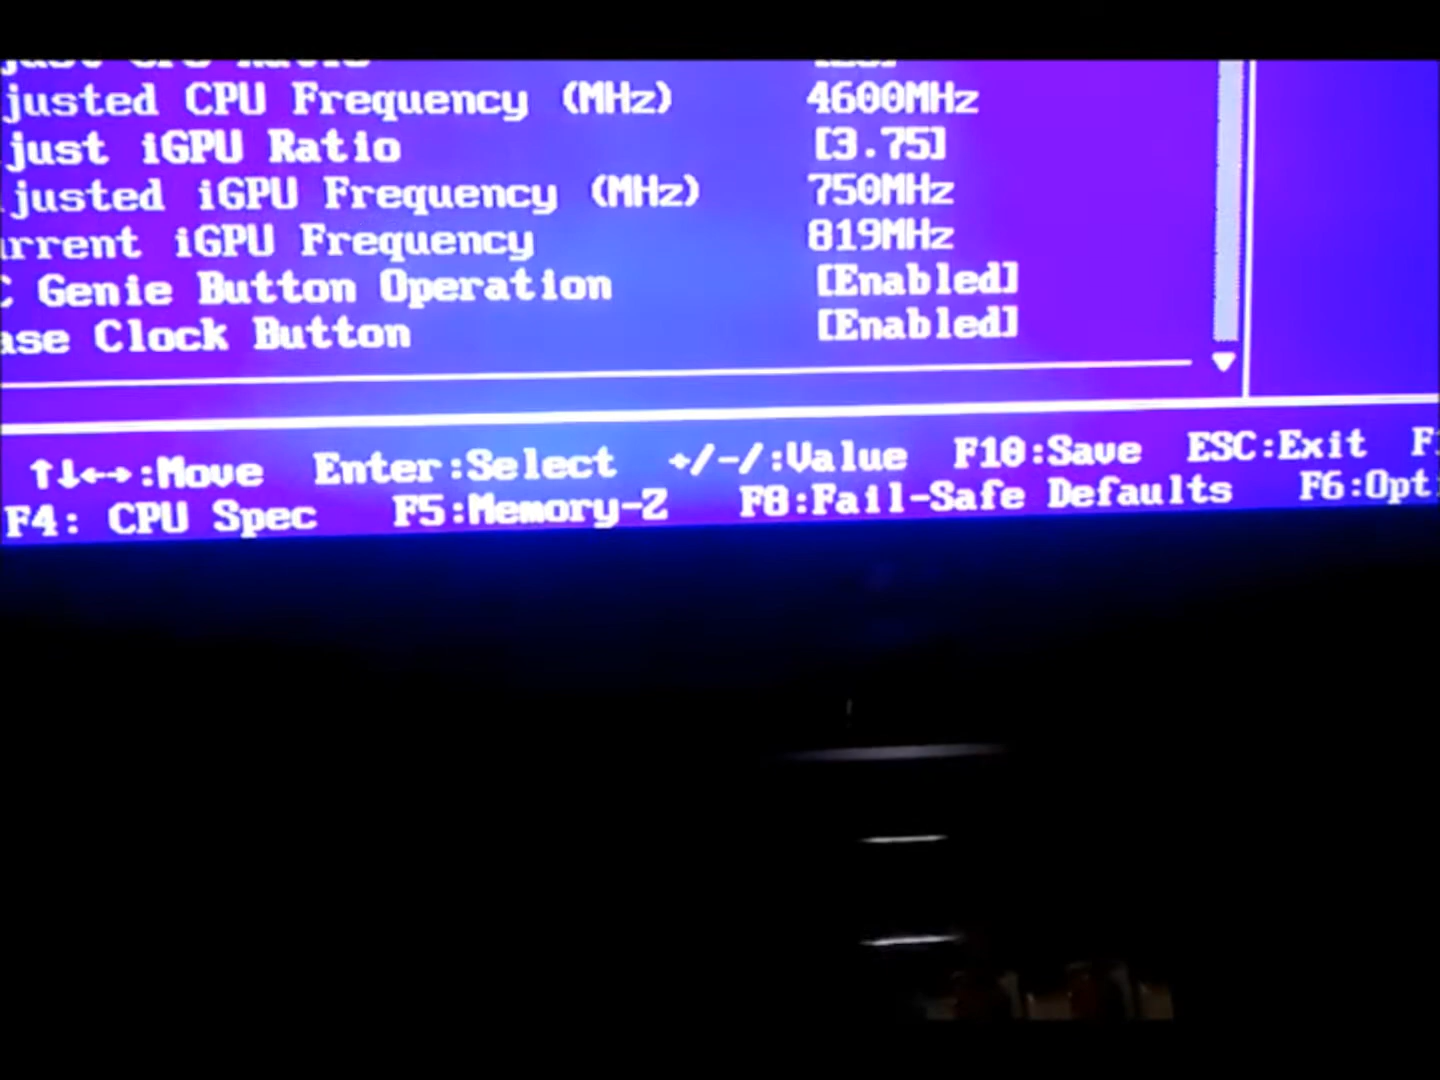 justed CPU Frequency (MHz) 4600MHz
just iGPU Ratio [3.75]
justed iGPU Frequency (MHz) 750MHz
urrent iGPU Frequency 819MHz
C Genie Button Operation [Enabled]
ase Clock Button [Enabled]
↑↓←→:Move Enter:Select +/-/:Value F10:Save ESC:Exit F
F4: CPU Spec F5:Memory-Z F8:Fail-Safe Defaults F6:Opt